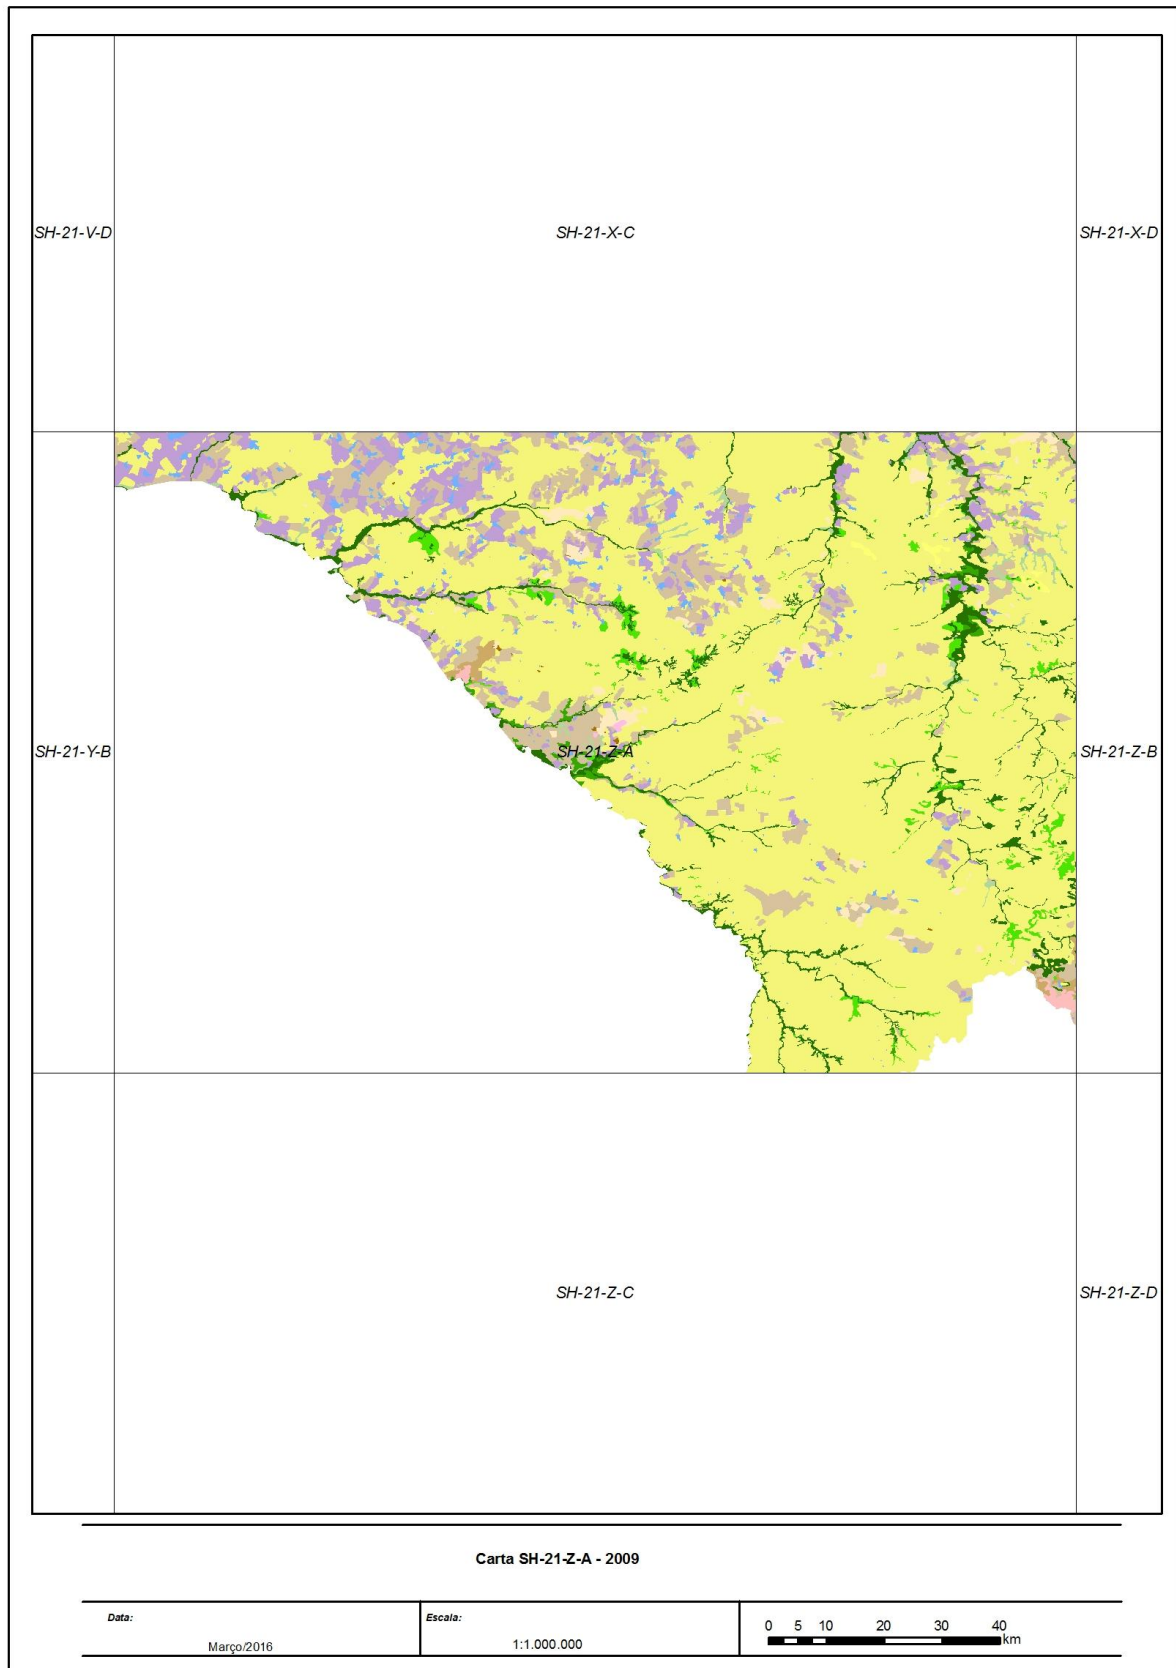 SH-21-V-D SH-21-X-C SH-21-X-D
SH-21-Y-B SH-21-Z-A SH-21-Z-B
SH-21-Z-C SH-21-Z-D
Carta SH-21-Z-A - 2009
Data:
Março/2016
Escala:
1:1.000.000
0 5 10 20 30 40
km